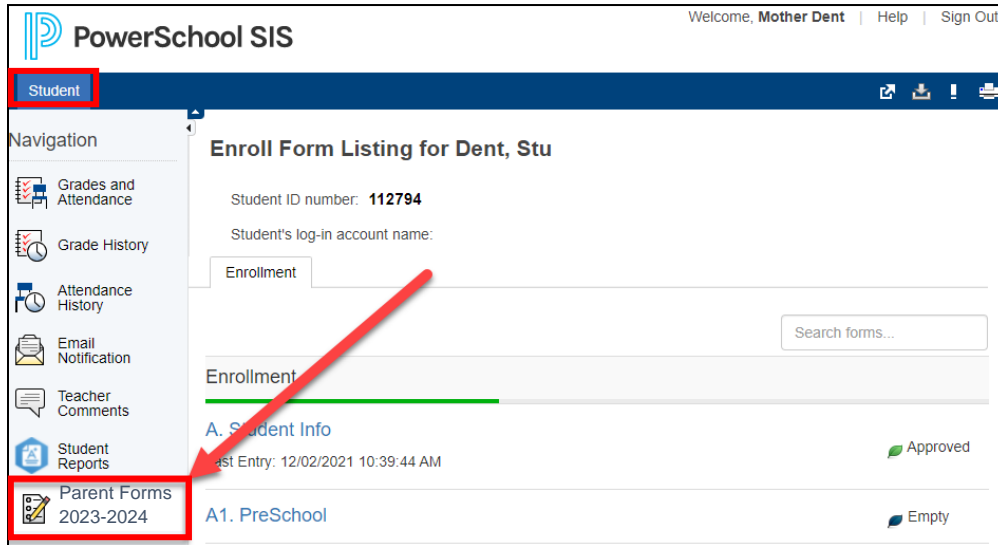 PowerSchool SIS
Welcome, Mother Dent | Help | Sign Out
Student
Navigation
Grades and
Attendance
Grade History
Attendance
History
Email
Notification
Teacher
Comments
Student
Reports
Parent Forms
2023-2024
Enroll Form Listing for Dent, Stu
Student ID number: 112794
Student's log-in account name:
Enrollment
Search forms...
Enrollment
A. Student Info
Last Entry: 12/02/2021 10:39:44 AM
Approved
A1. PreSchool
Empty